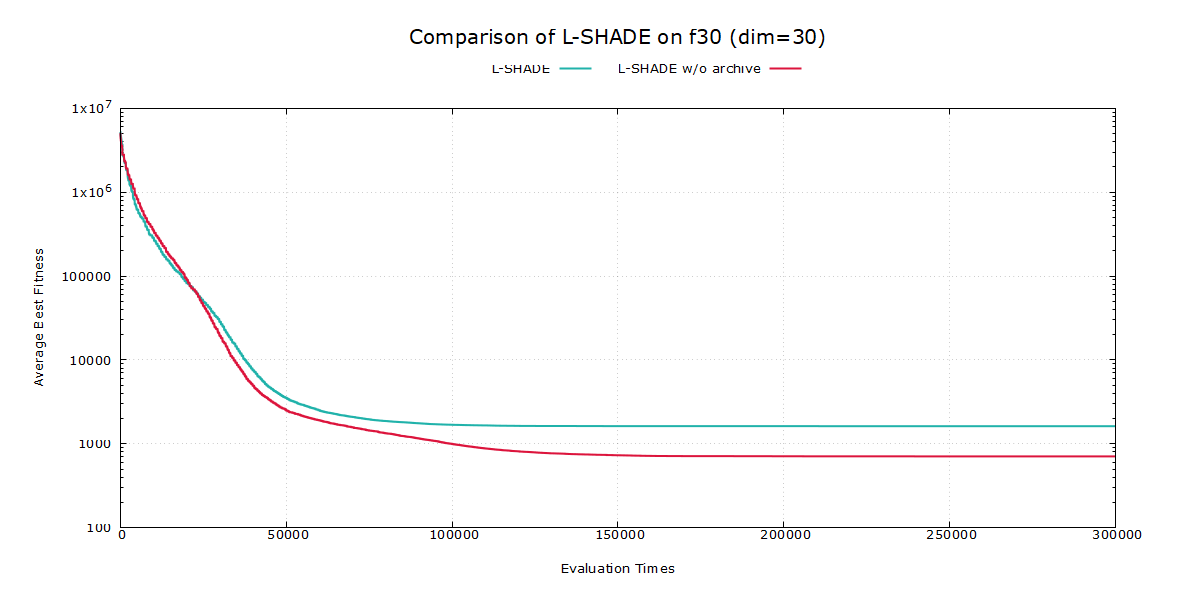 Comparison of L-SHADE on f30 (dim=30)
L-SHADE L-SHADE w/o archive
1x10^7
1x10^6
100000
10000
1000
100
0 50000 100000 150000 200000 250000 300000
Average Best Fitness
Evaluation Times